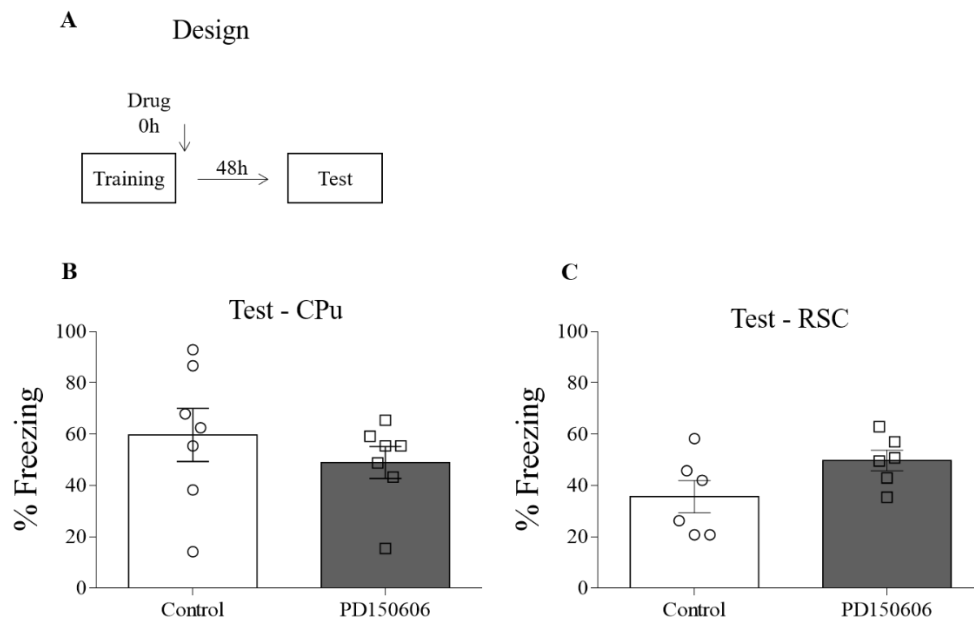 A
Design
Drug
0h
Training
48h
Test
B
Test - CPu
% Freezing
100
80
60
40
20
0
Control
PD150606
C
Test - RSC
% Freezing
100
80
60
40
20
0
Control
PD150606